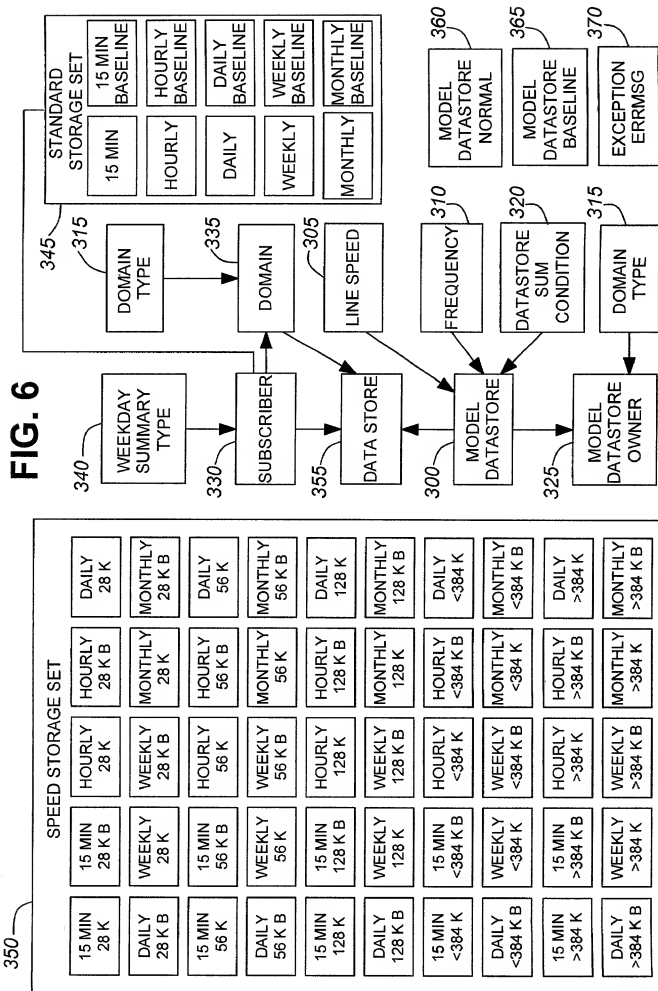 FIG. 6
350
SPEED STORAGE SET
15 MIN
28 K
15 MIN
28 K B
HOURLY
28 K
HOURLY
28 K B
DAILY
28 K
DAILY
28 K B
WEEKLY
28 K
WEEKLY
28 K B
MONTHLY
28 K
MONTHLY
28 K B
15 MIN
56 K
15 MIN
56 K B
HOURLY
56 K
HOURLY
56 K B
DAILY
56 K
DAILY
56 K B
WEEKLY
56 K
WEEKLY
56 K B
MONTHLY
56 K
MONTHLY
56 K B
15 MIN
128 K
15 MIN
128 K B
HOURLY
128 K
HOURLY
128 K B
DAILY
128 K
DAILY
128 K B
WEEKLY
128 K
WEEKLY
128 K B
MONTHLY
128 K
MONTHLY
128 K B
15 MIN
<384 K
15 MIN
<384 K B
HOURLY
<384 K
HOURLY
<384 K B
DAILY
<384 K
DAILY
<384 K B
WEEKLY
<384 K
WEEKLY
<384 K B
MONTHLY
<384 K
MONTHLY
<384 K B
15 MIN
>384 K
15 MIN
>384 K B
HOURLY
>384 K
HOURLY
>384 K B
DAILY
>384 K
DAILY
>384 K B
WEEKLY
>384 K
WEEKLY
>384 K B
MONTHLY
>384 K
MONTHLY
>384 K B
340
WEEKDAY
SUMMARY
TYPE
330
SUBSCRIBER
355
DATA STORE
300
MODEL
DATASTORE
325
MODEL
DATASTORE
OWNER
315
DOMAIN
TYPE
335
DOMAIN
305
LINE SPEED
310
FREQUENCY
320
DATASTORE
SUM
CONDITION
315
DOMAIN
TYPE
345
STANDARD
STORAGE SET
15 MIN
15 MIN
BASELINE
HOURLY
HOURLY
BASELINE
DAILY
DAILY
BASELINE
WEEKLY
WEEKLY
BASELINE
MONTHLY
MONTHLY
BASELINE
360
MODEL
DATASTORE
NORMAL
365
MODEL
DATASTORE
BASELINE
370
EXCEPTION
ERRMSG